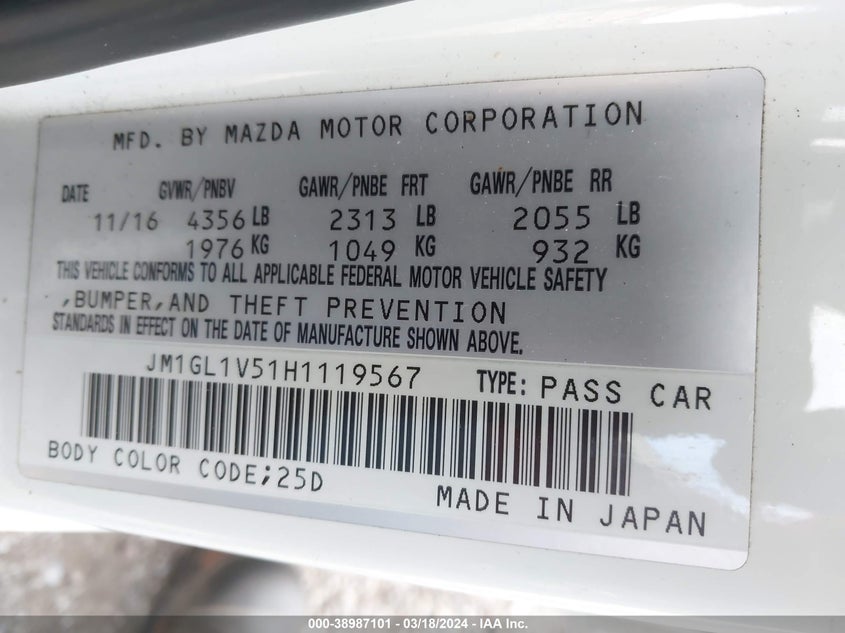 MFD. BY MAZDA MOTOR CORPORATION
DATE GVWR/PNBV GAWR/PNBE FRT GAWR/PNBE RR
11/16 4356 LB 2313 LB 2055 LB
1976 KG 1049 KG 932 KG
THIS VEHICLE CONFORMS TO ALL APPLICABLE FEDERAL MOTOR VEHICLE SAFETY
,BUMPER,AND THEFT PREVENTION
STANDARDS IN EFFECT ON THE DATE OF MANUFACTURE SHOWN ABOVE.
JM1GL1V51H1119567 TYPE: PASS CAR
BODY COLOR CODE;25D
MADE IN JAPAN
000-38987101 - 03/18/2024 - IAA Inc.